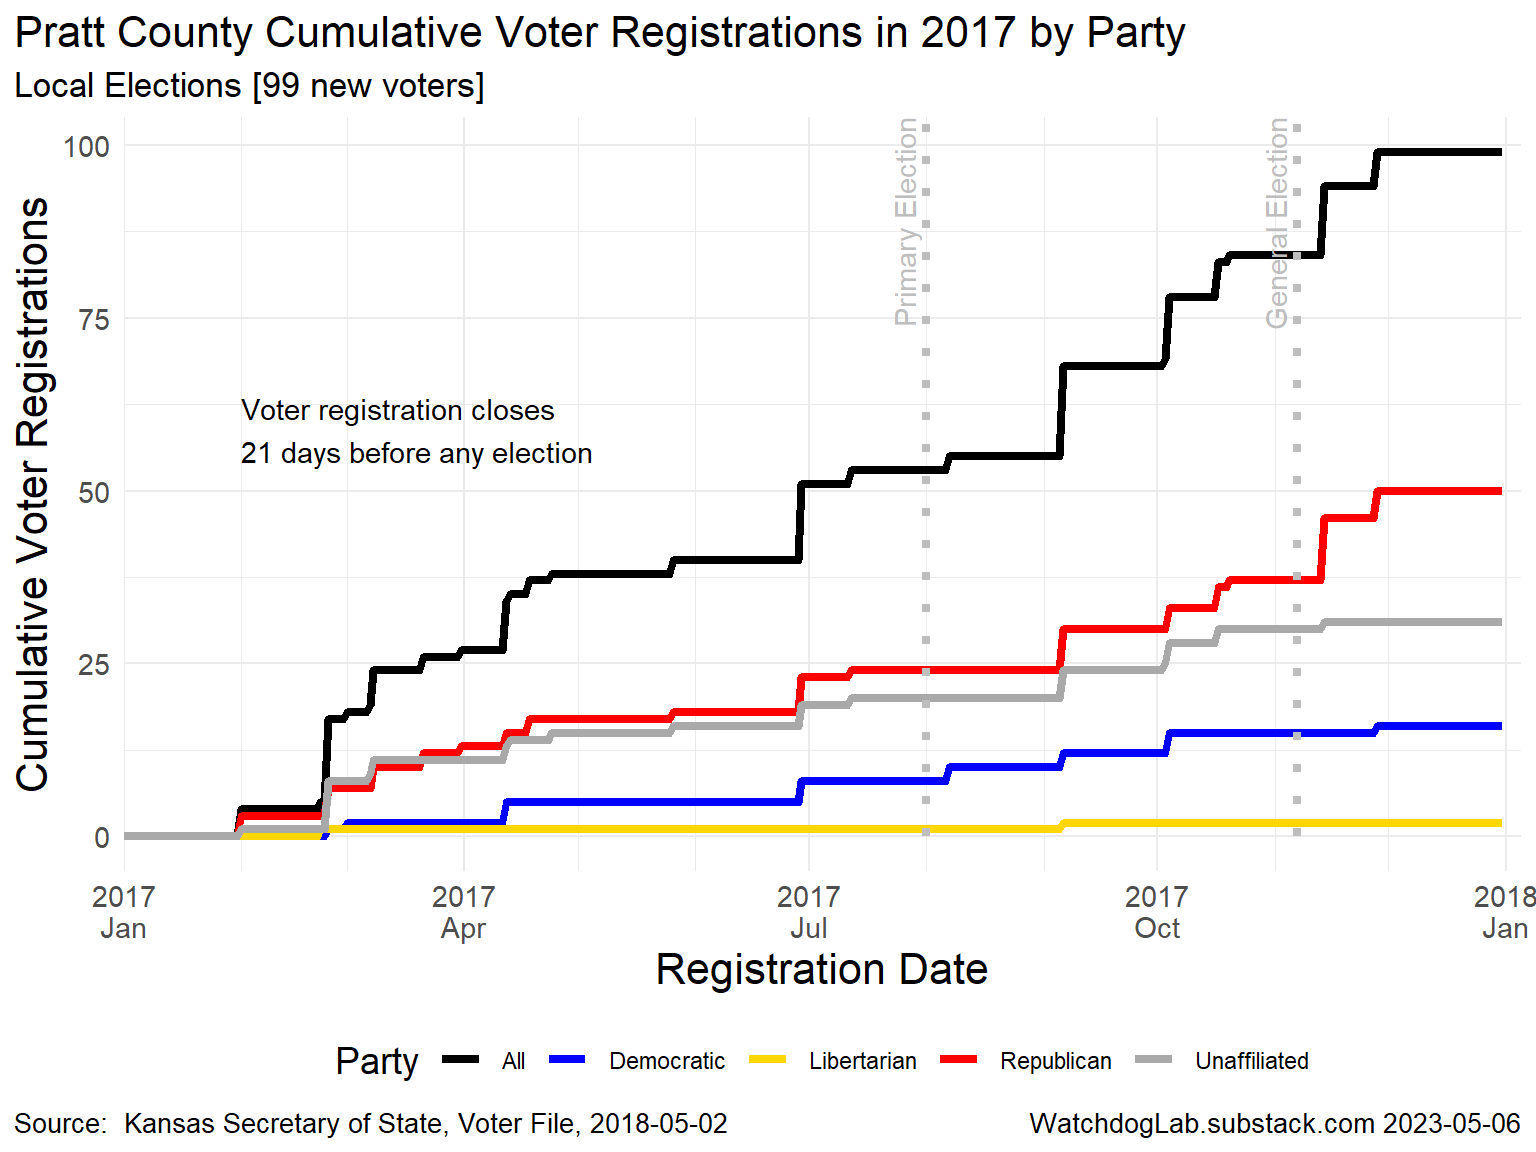 Pratt County Cumulative Voter Registrations in 2017 by Party
Local Elections [99 new voters]
Cumulative Voter Registrations
100
75
50
25
0
Primary Election
General Election
Voter registration closes
21 days before any election
2017
Jan
2017
Apr
2017
Jul
2017
Oct
2018
Jan
Registration Date
Party
All
Democratic
Libertarian
Republican
Unaffiliated
Source:  Kansas Secretary of State, Voter File, 2018-05-02
WatchdogLab.substack.com 2023-05-06